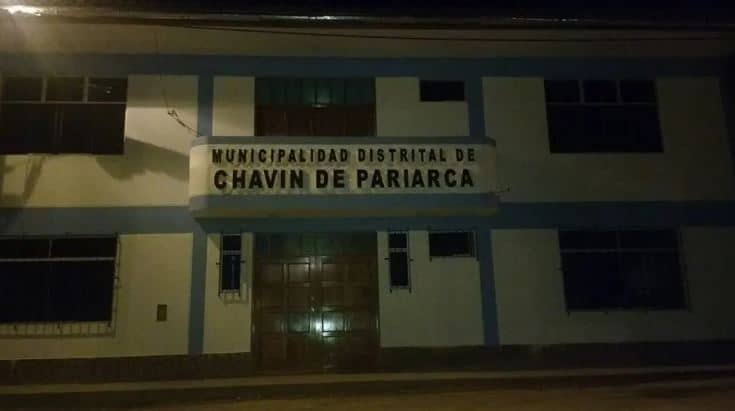 MUNICIPALIDAD DISTRITAL DE
CHAVIN DE PARIARCA